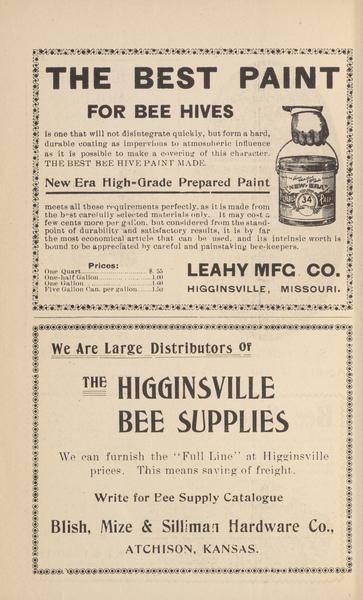 THE BEST PAINT
FOR BEE HIVES
is one that will not disintegrate quickly, but form a hard,
durable coating as impervious to atmospheric influence
as it is possible to make a covering of this character.
THE BEST BEE HIVE PAINT MADE.
New Era High-Grade Prepared Paint
meets all these requirements perfectly, as it is made from
the best carefully selected materials only. It may cost a
few cents more per gallon, but considered from the stand-
point of durability and satisfactory results, it is by far
the most economical article that can be used, and its intrinsic worth is
bound to be appreciated by careful and painstaking bee-keepers.
NEW-ERA
34
Prices:
One Quart $ .55
One-half Gallon 1.00
One Gallon 1.60
Five Gallon Can, per gallon 1.50
LEAHY MFG. CO.
HIGGINSVILLE, MISSOURI.
We Are Large Distributors Of
THE HIGGINSVILLE
BEE SUPPLIES
We can furnish the "Full Line" at Higginsville
prices. This means saving of freight.
Write for Bee Supply Catalogue
Blish, Mize & Silliman Hardware Co.,
ATCHISON, KANSAS.